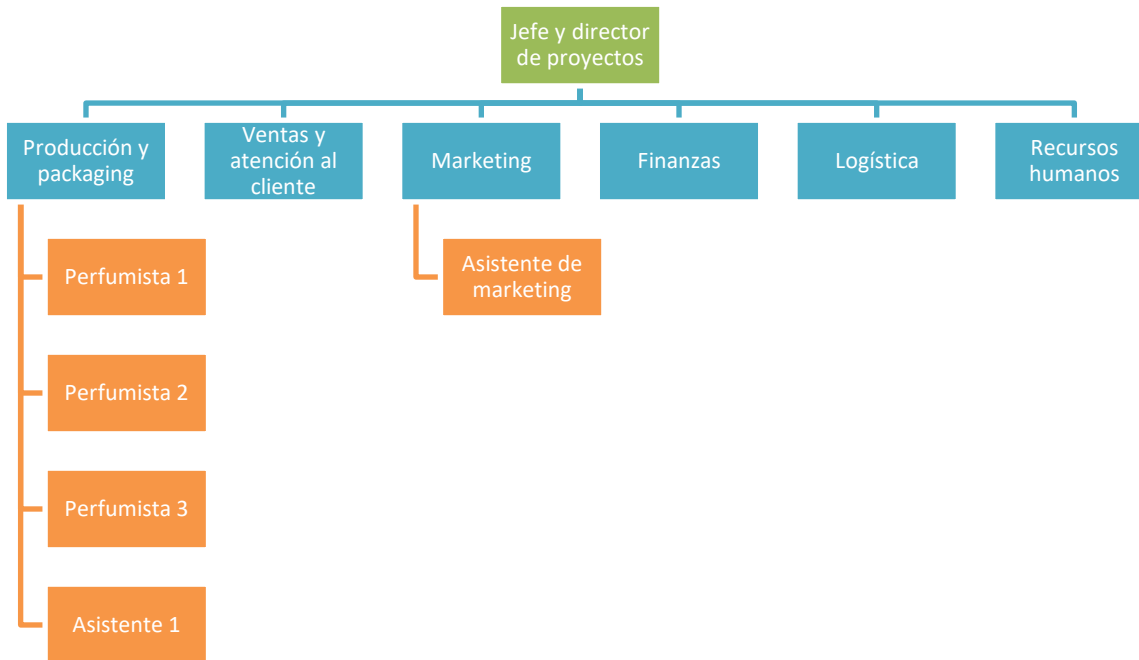 Jefe y director
de proyectos
Producción y
packaging
Ventas y
atención al
cliente
Marketing
Finanzas
Logística
Recursos
humanos
Perfumista 1
Asistente de
marketing
Perfumista 2
Perfumista 3
Asistente 1